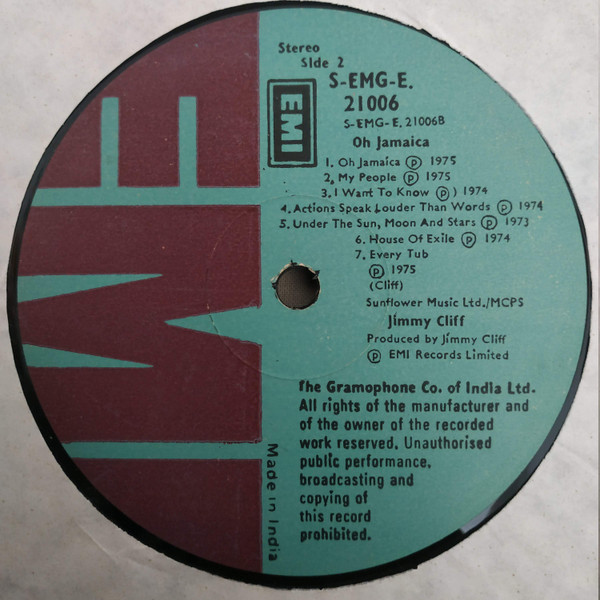 Stereo
Side 2
S-EMG-E.
21006
S-EMG-E. 21006B
EMI
Oh Jamaica
1. Oh Jamaica Ⓟ 1975
2. My People Ⓟ 1975
3. I Want To Know Ⓟ) 1974
4. Actions Speak Louder Than Words Ⓟ 1974
5. Under The Sun, Moon And Stars Ⓟ 1973
6. House Of Exile Ⓟ 1974
7. Every Tub
Ⓟ 1975
(Cliff)
Sunflower Music Ltd./MCPS
Jimmy Cliff
Produced by Jimmy Cliff
Ⓟ EMI Records Limited
The Gramophone Co. of India Ltd.
All rights of the manufacturer and
of the owner of the recorded
work reserved. Unauthorised
public performance,
broadcasting and
copying of
this record
prohibited.
Made in India
EMI